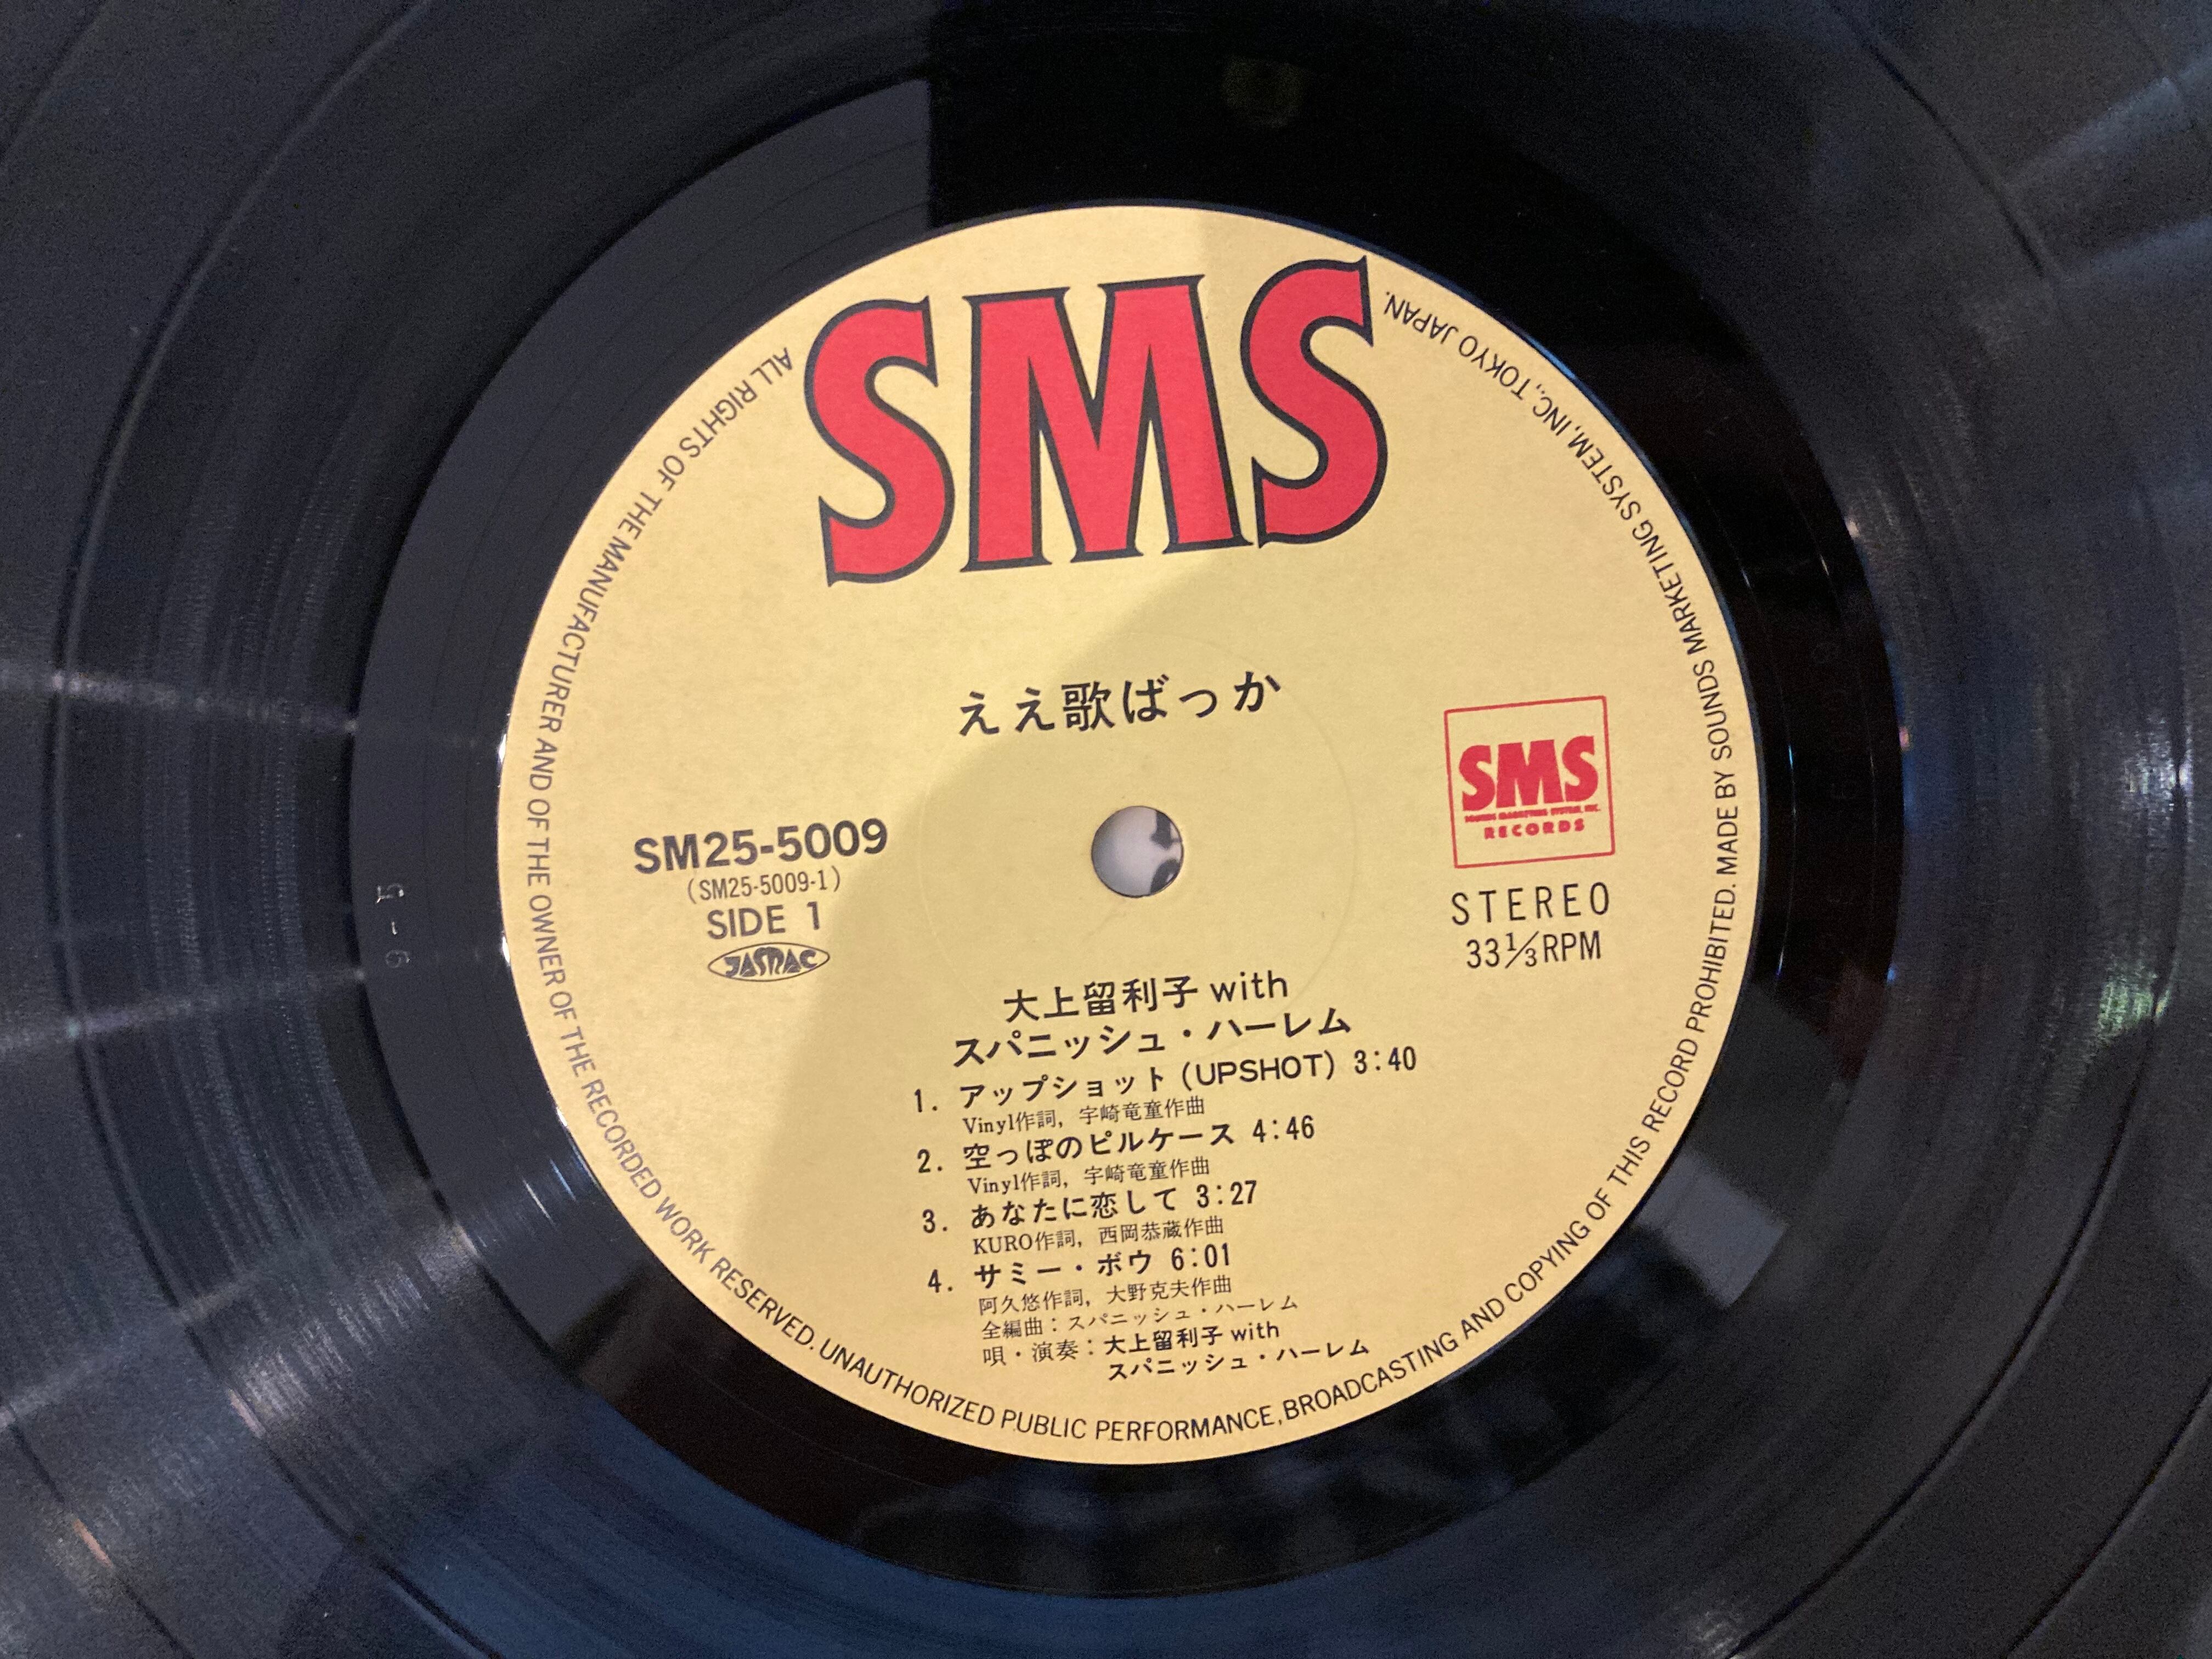 SMS
ALL RIGHTS OF THE MANUFACTURER AND OF THE OWNER OF THE RECORDED WORK RESERVED. UNAUTHORIZED PUBLIC PERFORMANCE, BROADCASTING AND COPYING OF THIS RECORD PROHIBITED. MADE BY SOUNDS MARKETING SYSTEM, INC., TOKYO JAPAN.
ええ歌ばっか
SM25-5009
(SM25-5009-1)
SIDE 1
JASRAC
SMS
SOUNDS MARKETING SYSTEM, INC.
RECORDS
STEREO
33 1/3 RPM
大上留利子 with
スパニッシュ・ハーレム
1. アップショット (UPSHOT) 3:40
Vinyl作詞, 宇崎竜童作曲
2. 空っぽのピルケース 4:46
Vinyl作詞, 宇崎竜童作曲
3. あなたに恋して 3:27
KURO作詞, 西岡恭蔵作曲
4. サミー・ボウ 6:01
阿久悠作詞, 大野克夫作曲
全編曲：スパニッシュ・ハーレム
唄・演奏：大上留利子 with
スパニッシュ・ハーレム